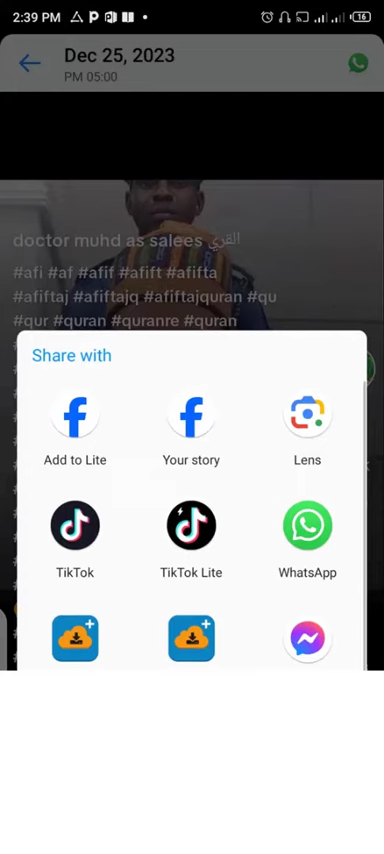 2:39 PM
16
Dec 25, 2023
PM 05:00
doctor muhd as salees القري
#afi #af #afif #afift #afifta
#afiftaj #afiftajq #afiftajquran #qu
#qur #quran #quranre #quran
Share with
Add to Lite
Your story
Lens
TikTok
TikTok Lite
WhatsApp